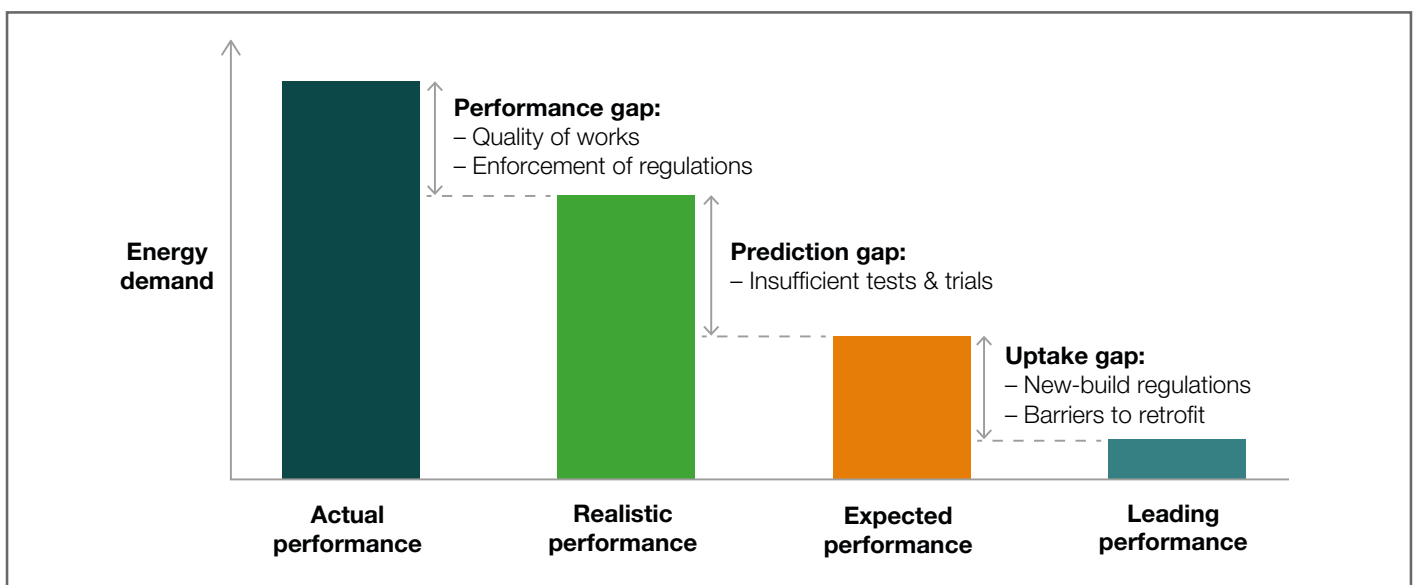 Performance gap:
– Quality of works
– Enforcement of regulations
Energy
demand
Prediction gap:
– Insufficient tests & trials
Uptake gap:
– New-build regulations
– Barriers to retrofit
Actual
performance
Realistic
performance
Expected
performance
Leading
performance